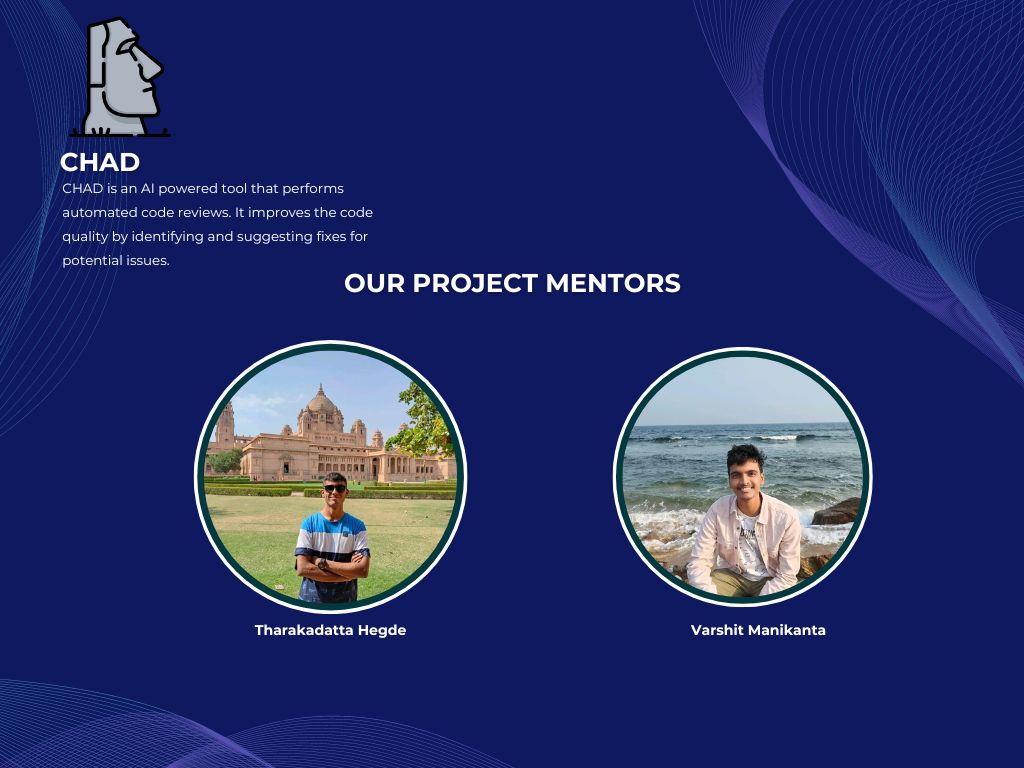 CHAD
CHAD is an AI powered tool that performs
automated code reviews. It improves the code
quality by identifying and suggesting fixes for
potential issues.
OUR PROJECT MENTORS
Tharakadatta Hegde
Varshit Manikanta